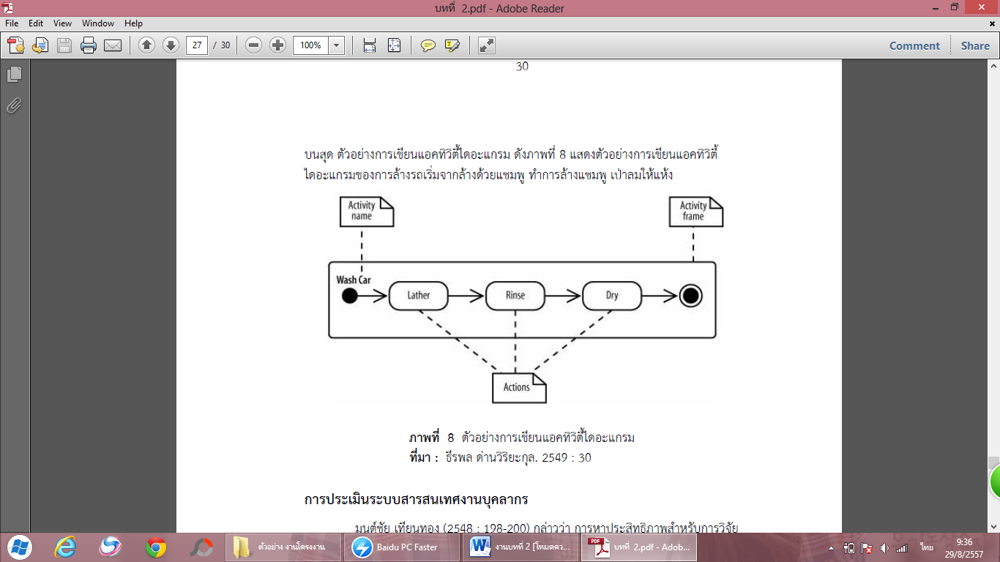 บทที่ 2.pdf - Adobe Reader
File Edit View Window Help
27 / 30 100% Comment Share
30
บนสุด ตัวอย่างการเขียนแอคทิวิตี้ไดอะแกรม ดังภาพที่ 8 แสดงตัวอย่างการเขียนแอคทิวิตี้
ไดอะแกรมของการล้างรถเริ่มจากล้างด้วยแชมพู ทำการล้างแชมพู เป่าลมให้แห้ง
Activity name
Activity frame
Wash Car
Lather Rinse Dry
Actions
ภาพที่ 8 ตัวอย่างการเขียนแอคทิวิตี้ไดอะแกรม
ที่มา : ธีรพล ด่านวิริยะกุล. 2549 : 30
การประเมินระบบสารสนเทศงานบุคลากร
มนต์ชัย เทียนทอง (2548 : 198-200) กล่าวว่า การหาประสิทธิภาพสำหรับการวิจัย
ตัวอย่าง งานโครงงาน Baidu PC Faster งานบทที่ 2 [โหมดคว... บทที่ 2.pdf - Adob... ไทย 9:36
29/8/2557